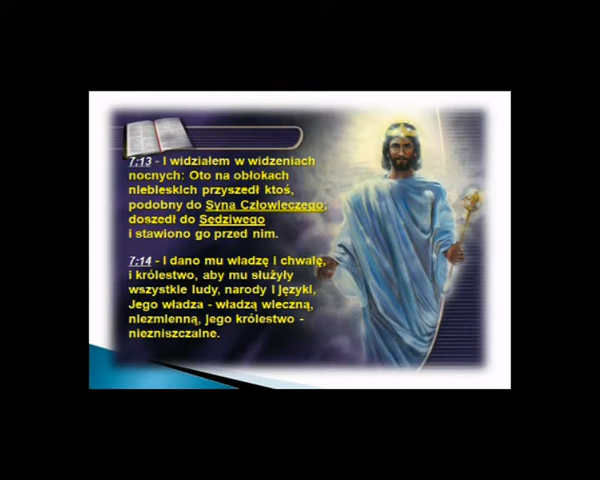 7:13 - I widziałem w widzeniach
nocnych: Oto na obłokach
niebleskich przyszedł ktoś,
podobny do Syna Człowieczego,
doszedł do Sędziwego
i stawiono go przed nim.
7:14 - I dano mu władzę i chwałę,
i królestwo, aby mu służyły
wszystkie ludy, narody i języki,
Jego władza - władzą wieczną,
niezmienną, jego królestwo -
niezniszczalne.